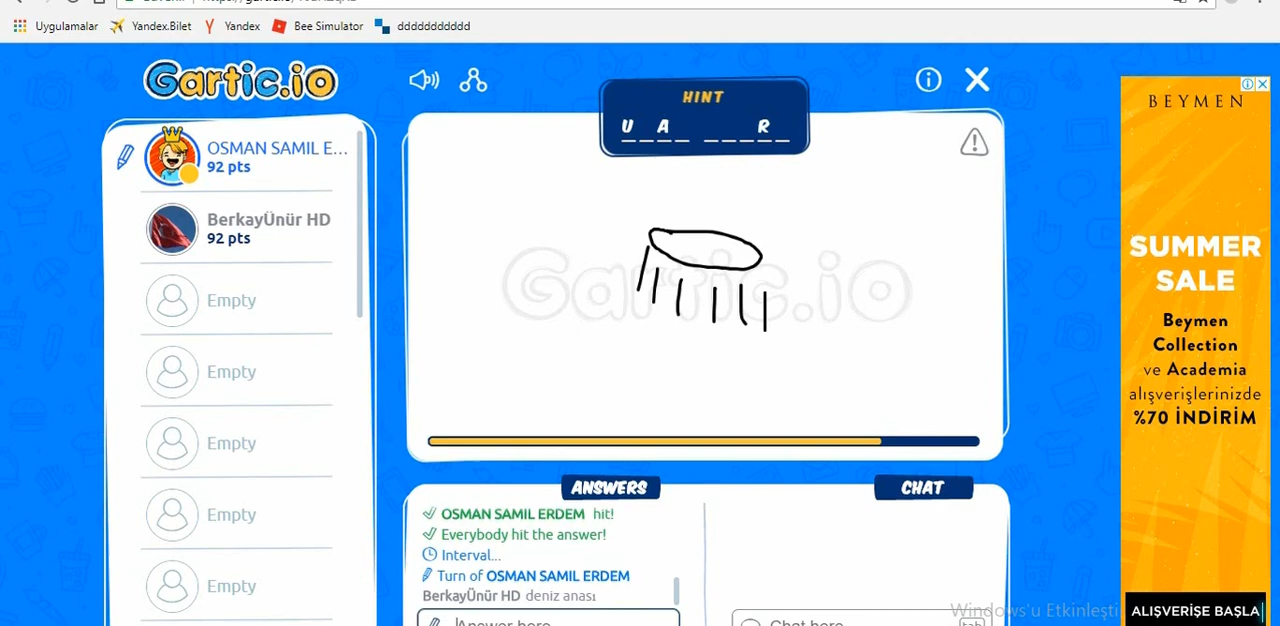 Uygulamalar Yandex.Bilet Yandex Bee Simulator ddddddddddd
Gartic.io
HINT
U _ A _ _ _ _ R _
OSMAN SAMIL E...
92 pts
BerkayÜnür HD
92 pts
Empty
Empty
Empty
Empty
Empty
Gartic.io
BEYMEN
SUMMER
SALE
Beymen
Collection
ve Academia
alışverişlerinizde
%70 İNDİRİM
ALIŞVERİŞE BAŞLA
ANSWERS
CHAT
OSMAN SAMIL ERDEM hit!
Everybody hit the answer!
Interval...
Turn of OSMAN SAMIL ERDEM
BerkayÜnür HD deniz anası
Answer here
Chat here
tab
Windows'u Etkinleşti